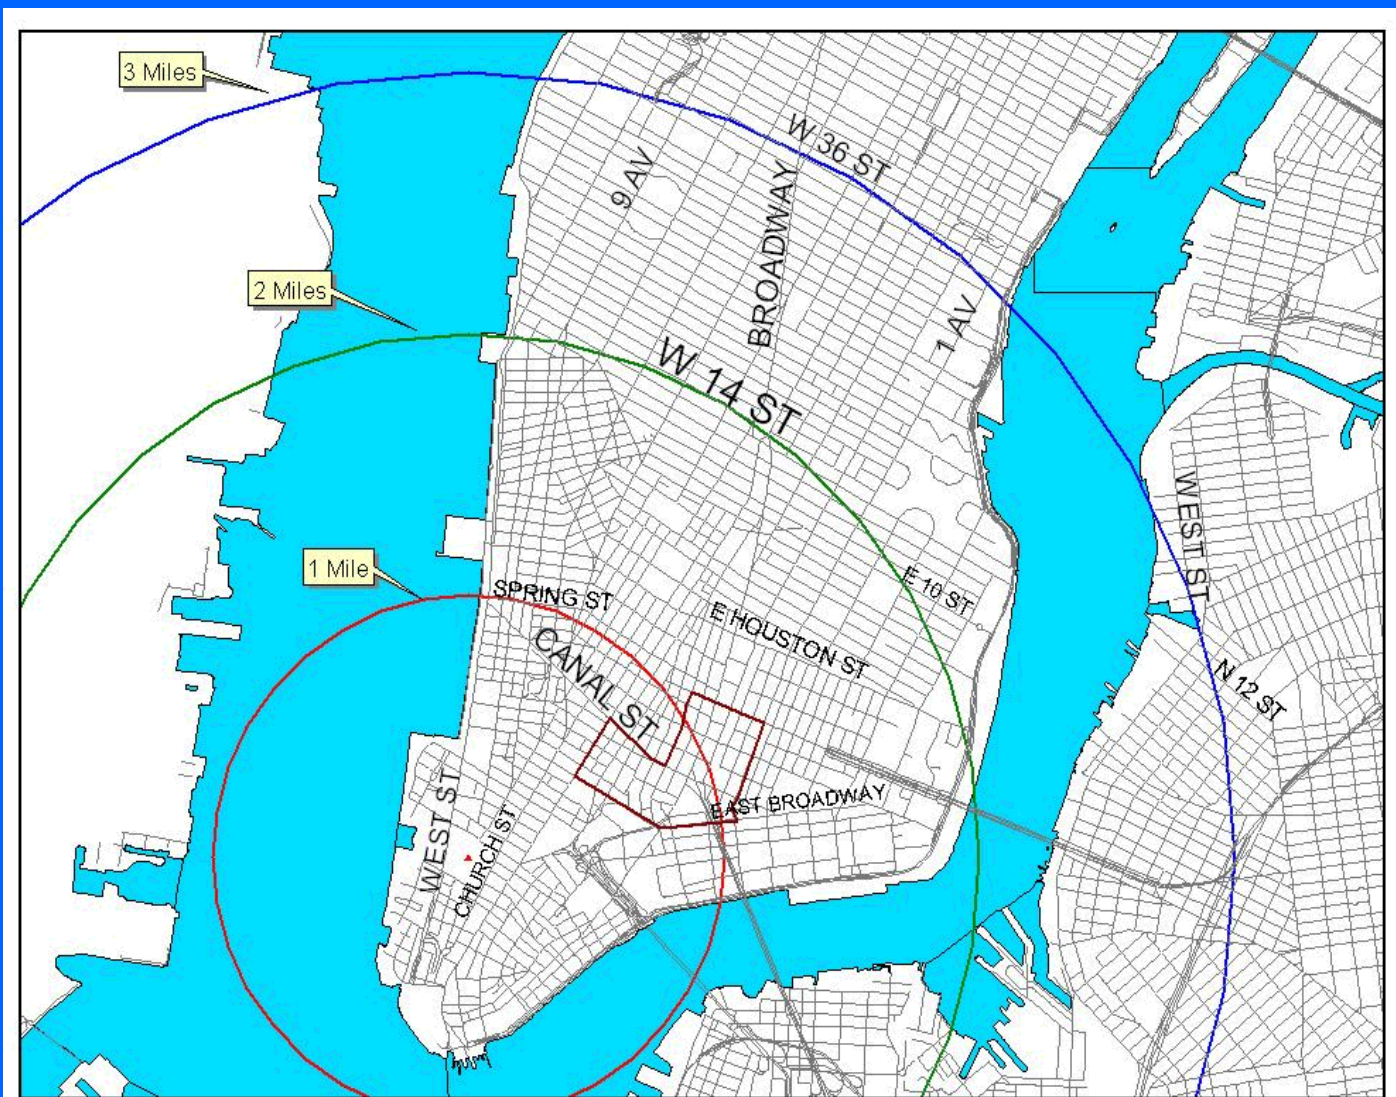 3 Miles
W 36 ST
9 AV
BROADWAY
2 Miles
1 AV
W 14 ST
WEST ST
1 Mile
SPRING ST
E 10 ST
E HOUSTON ST
CANAL ST
N 12 ST
EAST BROADWAY
WEST ST
CHURCH ST